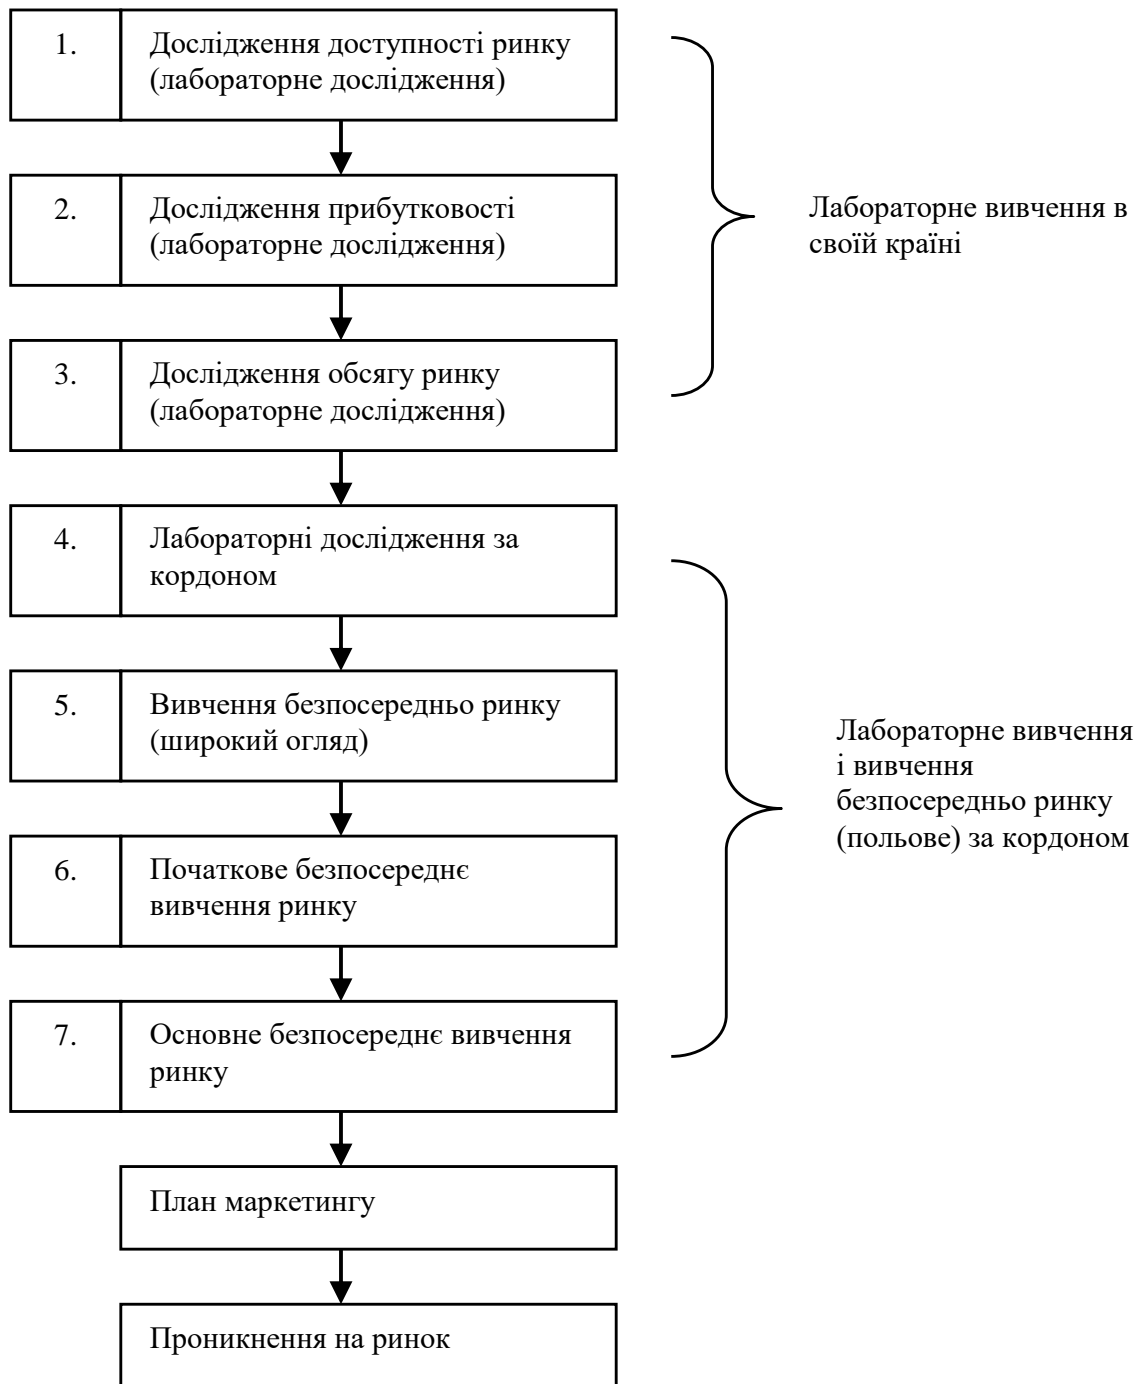 1. Дослідження доступності ринку
(лабораторне дослідження)
2. Дослідження прибутковості
(лабораторне дослідження)
3. Дослідження обсягу ринку
(лабораторне дослідження)
Лабораторне вивчення в
своїй країні
4. Лабораторні дослідження за
кордоном
5. Вивчення безпосередньо ринку
(широкий огляд)
6. Початкове безпосереднє
вивчення ринку
7. Основне безпосереднє вивчення
ринку
Лабораторне вивчення
і вивчення
безпосередньо ринку
(польове) за кордоном
План маркетингу
Проникнення на ринок